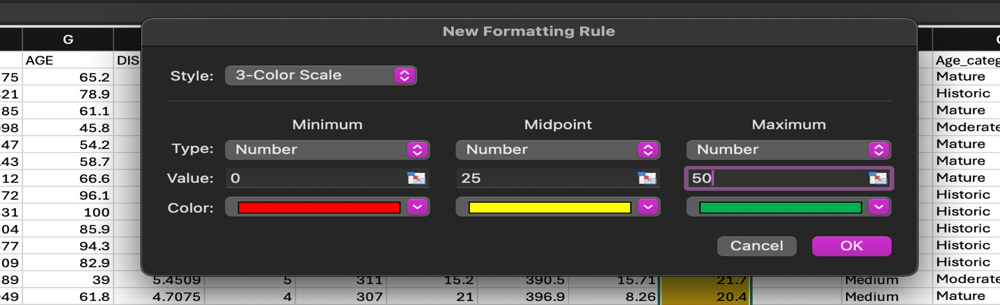 New Formatting Rule
G
AGE DIS Age_categ
Style: 3-Color Scale
75 65.2 Mature
21 78.9 Historic
85 61.1 Mature
Minimum Midpoint Maximum
98 45.8 Moderate
Type: Number Number Number
47 54.2 Mature
43 58.7 Mature
Value: 0 25 50
12 66.6 Mature
72 96.1 Historic
Color:
31 100 Historic
04 85.9 Historic
Cancel OK
77 94.3 Historic
09 82.9 Historic
89 39 5.4509 5 311 15.2 390.5 15.71 21.7 Medium Moderate
49 61.8 4.7075 4 307 21 396.9 8.26 20.4 Medium Mature